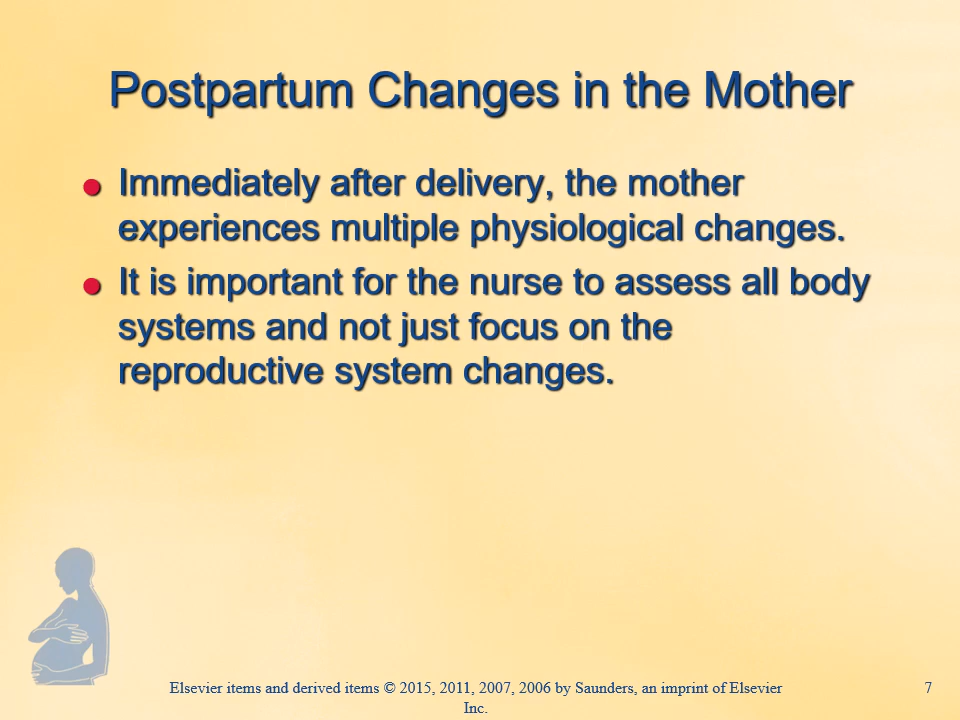 Postpartum Changes in the Mother
Immediately after delivery, the mother
experiences multiple physiological changes.
It is important for the nurse to assess all body
systems and not just focus on the
reproductive system changes.
Elsevier items and derived items © 2015, 2011, 2007, 2006 by Saunders, an imprint of Elsevier
Inc.
7